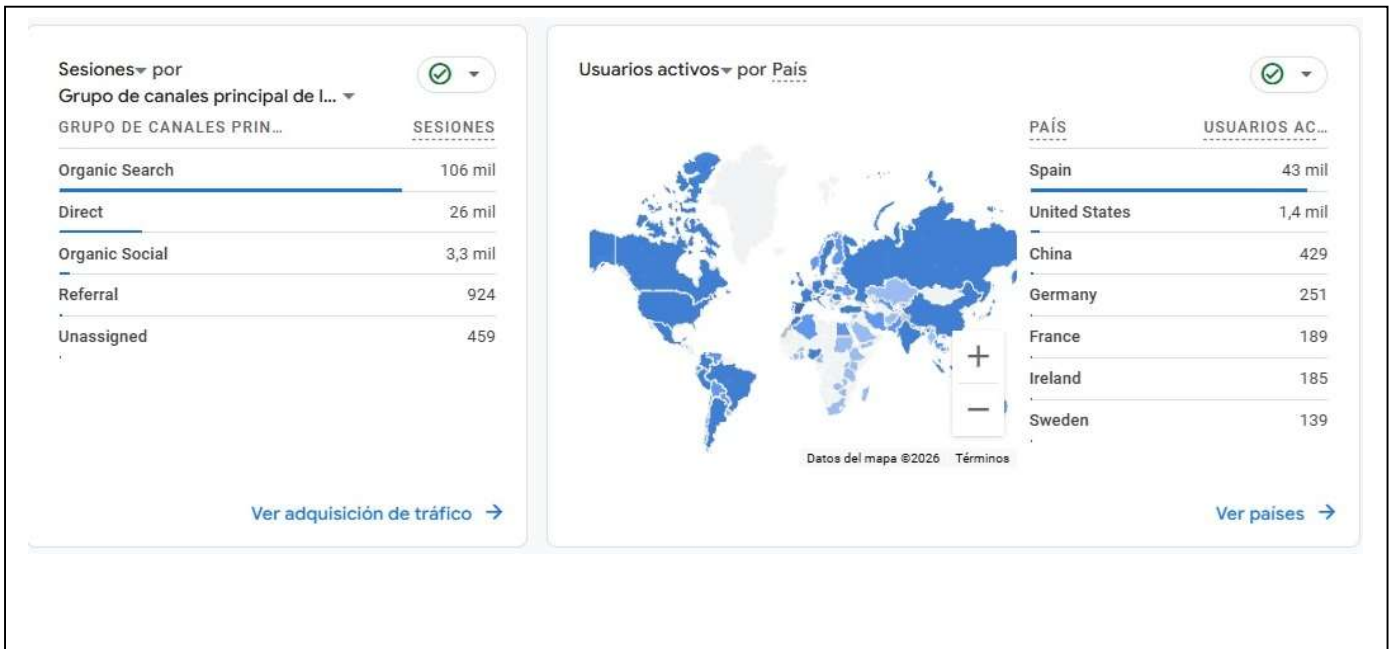 Sesiones por
Grupo de canales principal de l...
GRUPO DE CANALES PRIN... SESIONES
Organic Search 106 mil
Direct 26 mil
Organic Social 3,3 mil
Referral 924
Unassigned 459
Ver adquisición de tráfico
Usuarios activos por País
PAÍS USUARIOS AC...
Spain 43 mil
United States 1,4 mil
China 429
Germany 251
France 189
Ireland 185
Sweden 139
Datos del mapa ©2026 Términos
Ver países